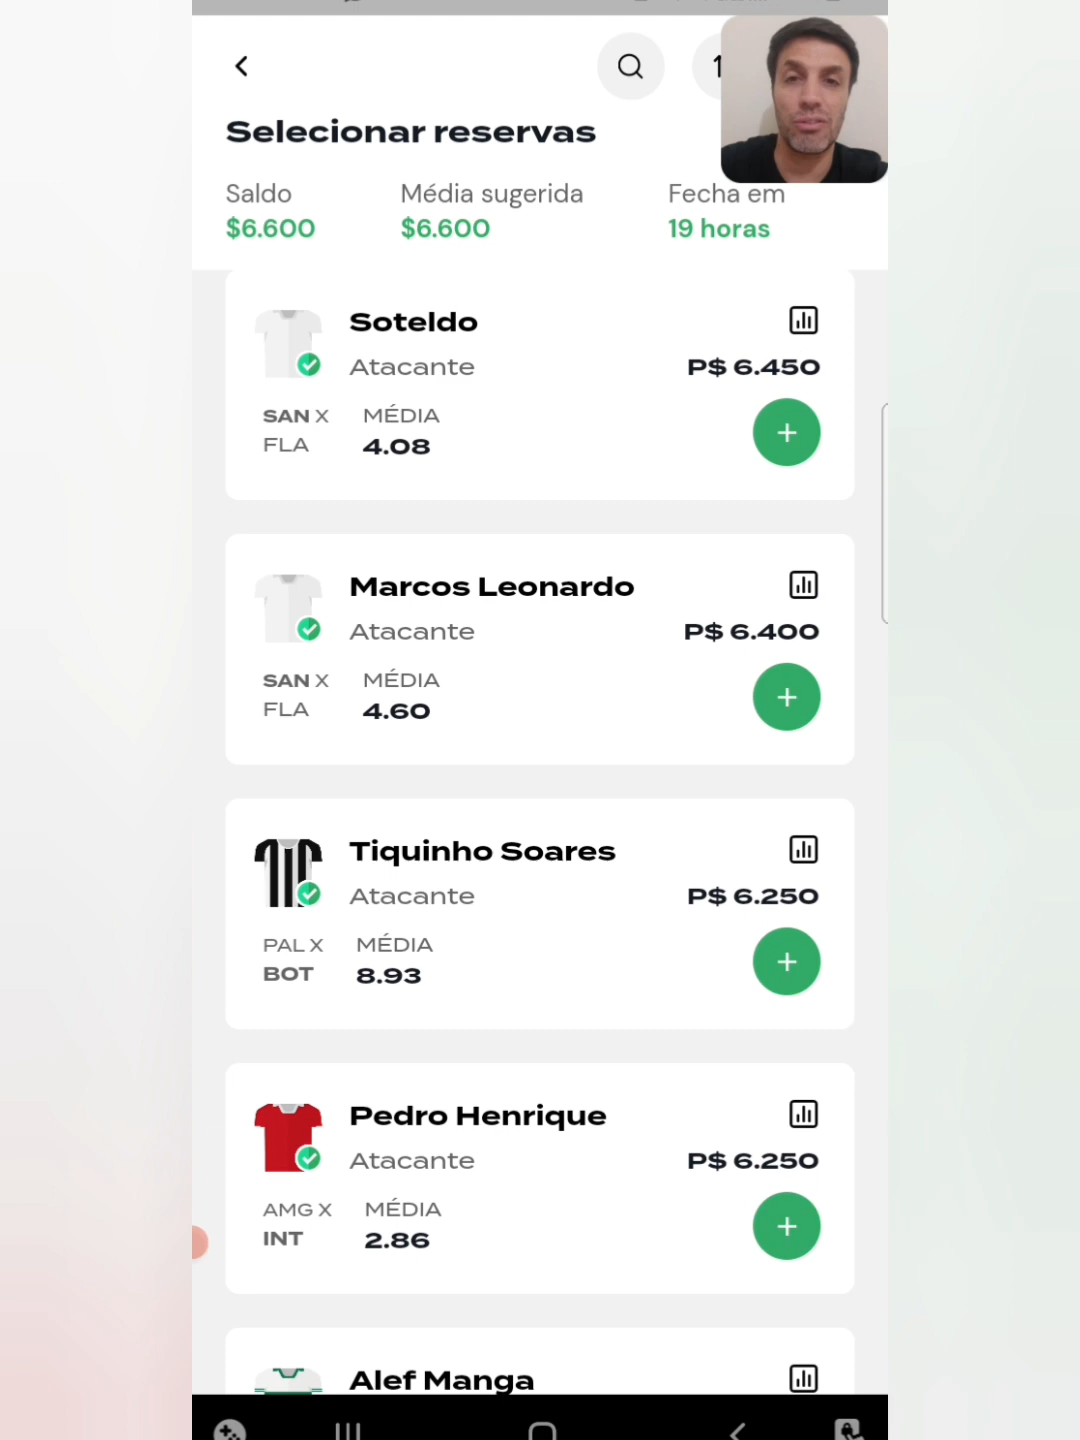 Selecionar reservas
Saldo Média sugerida Fecha em
$6.600 $6.600 19 horas
Soteldo
Atacante P$ 6.450
SAN X MÉDIA
FLA 4.08
Marcos Leonardo
Atacante P$ 6.400
SAN X MÉDIA
FLA 4.60
Tiquinho Soares
Atacante P$ 6.250
PAL X MÉDIA
BOT 8.93
Pedro Henrique
Atacante P$ 6.250
AMG X MÉDIA
INT 2.86
Alef Manga